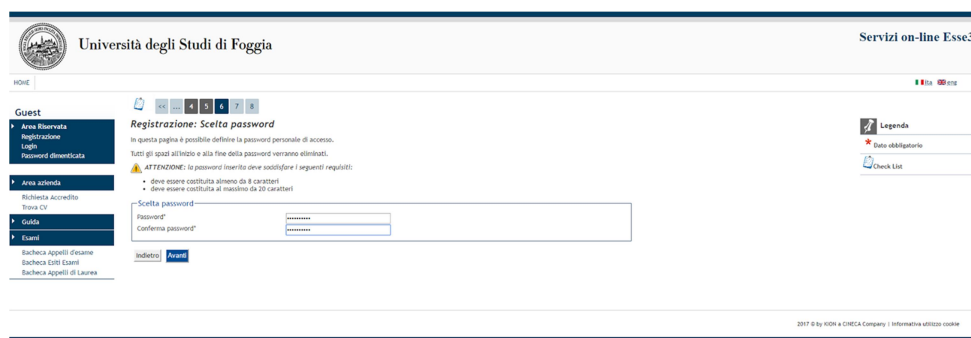 Università degli Studi di Foggia
Servizi on-line Esse3
HOME
ita eng
Guest
Area Riservata
Registrazione
Login
Password dimenticata
Area azienda
Richiesta Accredito
Trova CV
Guida
Esami
Bacheca Appelli d'esame
Bacheca Esiti Esami
Bacheca Appelli di Laurea
<< ... 4 5 6 7 8
Registrazione: Scelta password
In questa pagina è possibile definire la password personale di accesso.
Tutti gli spazi all'inizio e alla fine della password verranno eliminati.
ATTENZIONE: la password inserita deve soddisfare i seguenti requisiti:
• deve essere costituita almeno da 8 caratteri
• deve essere costituita al massimo da 20 caratteri
Scelta password
Password* ••••••••••
Conferma password* ••••••••••
Indietro Avanti
Legenda
* Dato obbligatorio
Check List
2017 © by KION a CINECA Company | Informativa utilizzo cookie